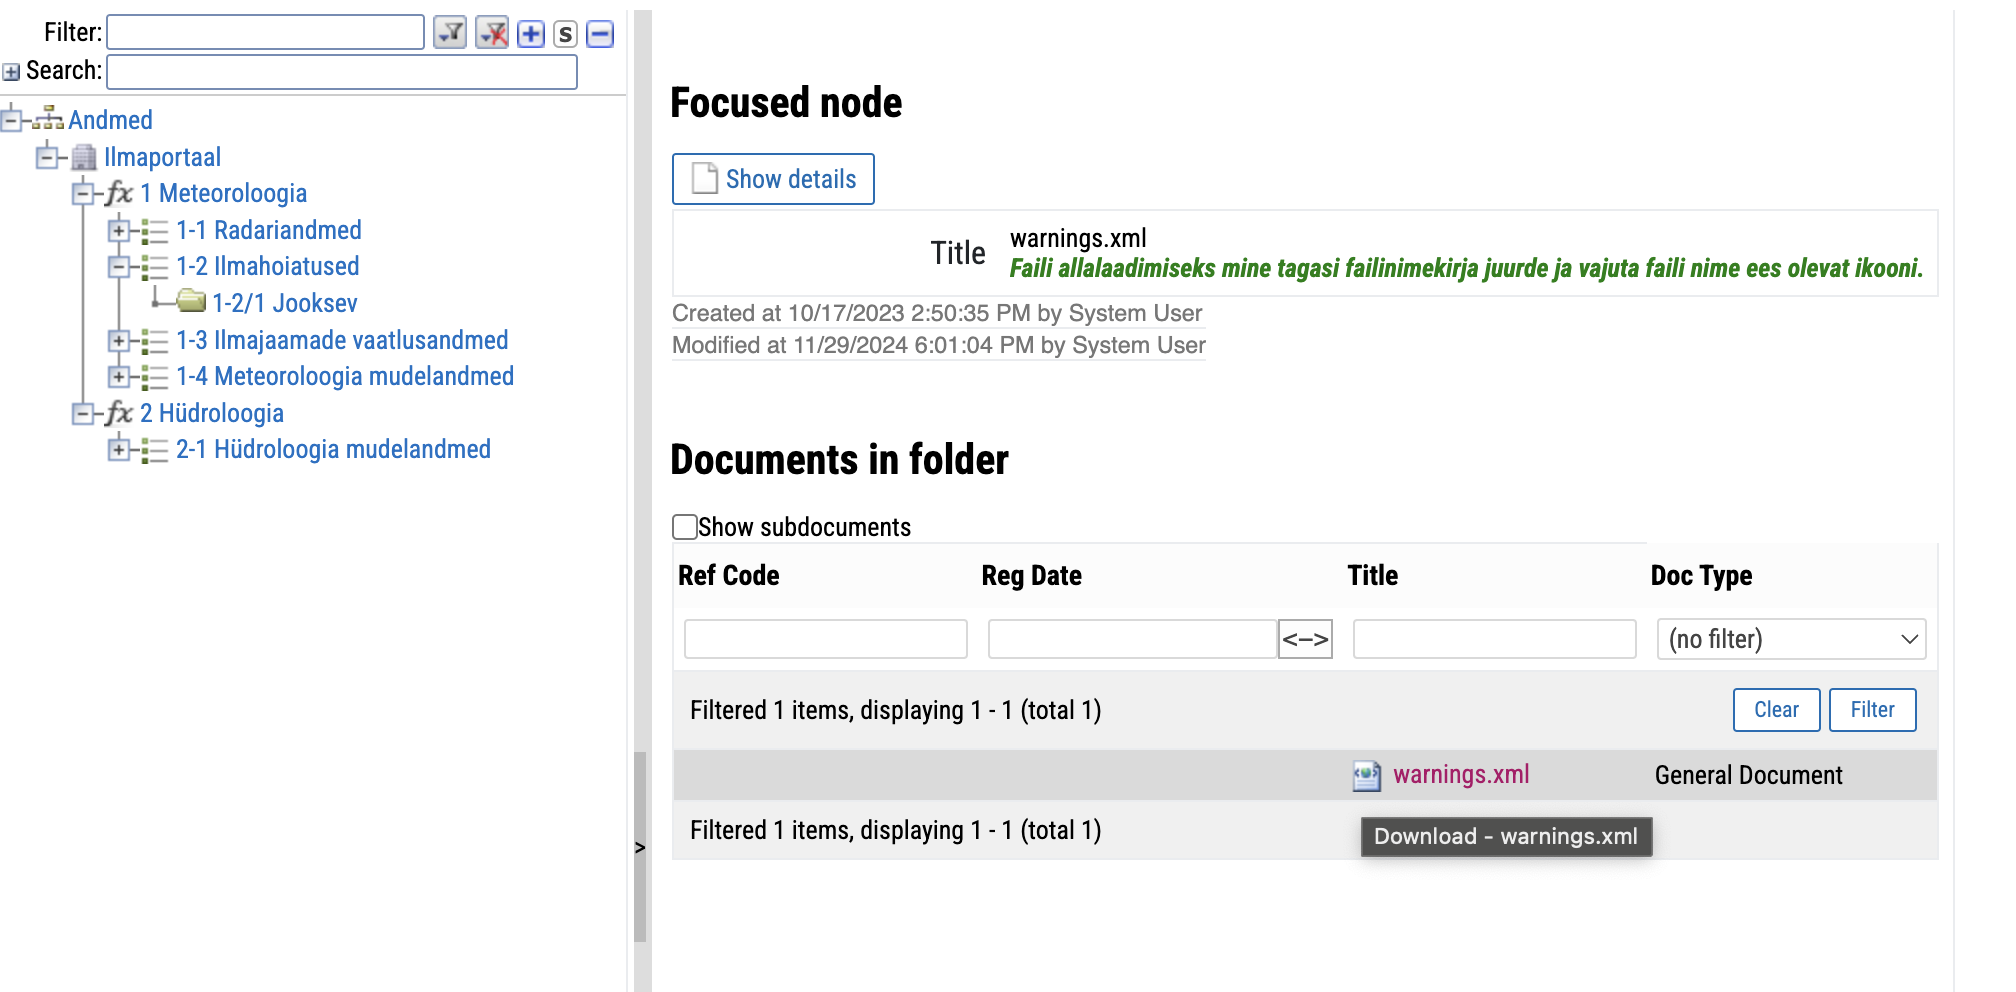 Filter:
S
Search:
Andmed
Ilmaportaal
fx 1 Meteoroloogia
1-1 Radariandmed
1-2 Ilmahoiatused
1-2/1 Jooksev
1-3 Ilmajaamade vaatlusandmed
1-4 Meteoroloogia mudelandmed
fx 2 Hüdroloogia
2-1 Hüdroloogia mudelandmed
>
Focused node
Show details
Title
warnings.xml
Faili allalaadimiseks mine tagasi failinimekirja juurde ja vajuta faili nime ees olevat ikooni.
Created at 10/17/2023 2:50:35 PM by System User
Modified at 11/29/2024 6:01:04 PM by System User
Documents in folder
Show subdocuments
Ref Code Reg Date Title Doc Type
<–> (no filter)
Filtered 1 items, displaying 1 - 1 (total 1) Clear Filter
warnings.xml General Document
Filtered 1 items, displaying 1 - 1 (total 1)
Download - warnings.xml